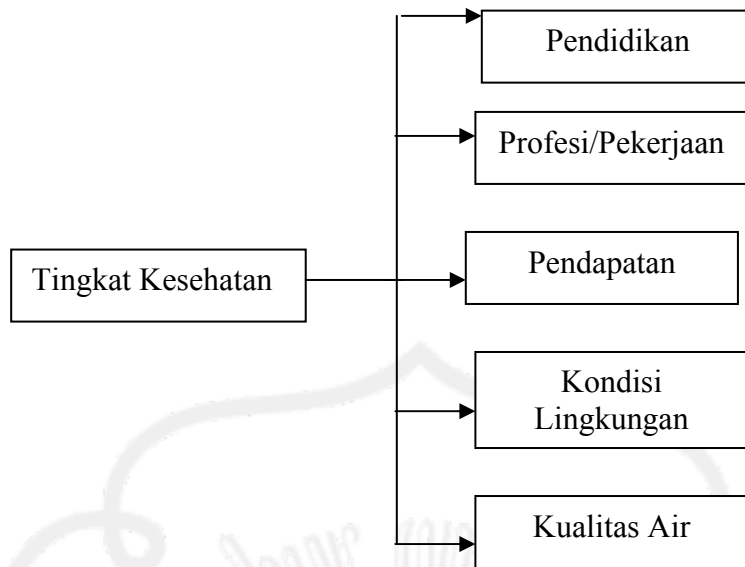 Pendidikan
Profesi/Pekerjaan
Tingkat Kesehatan
Pendapatan
Kondisi
Lingkungan
Kualitas Air